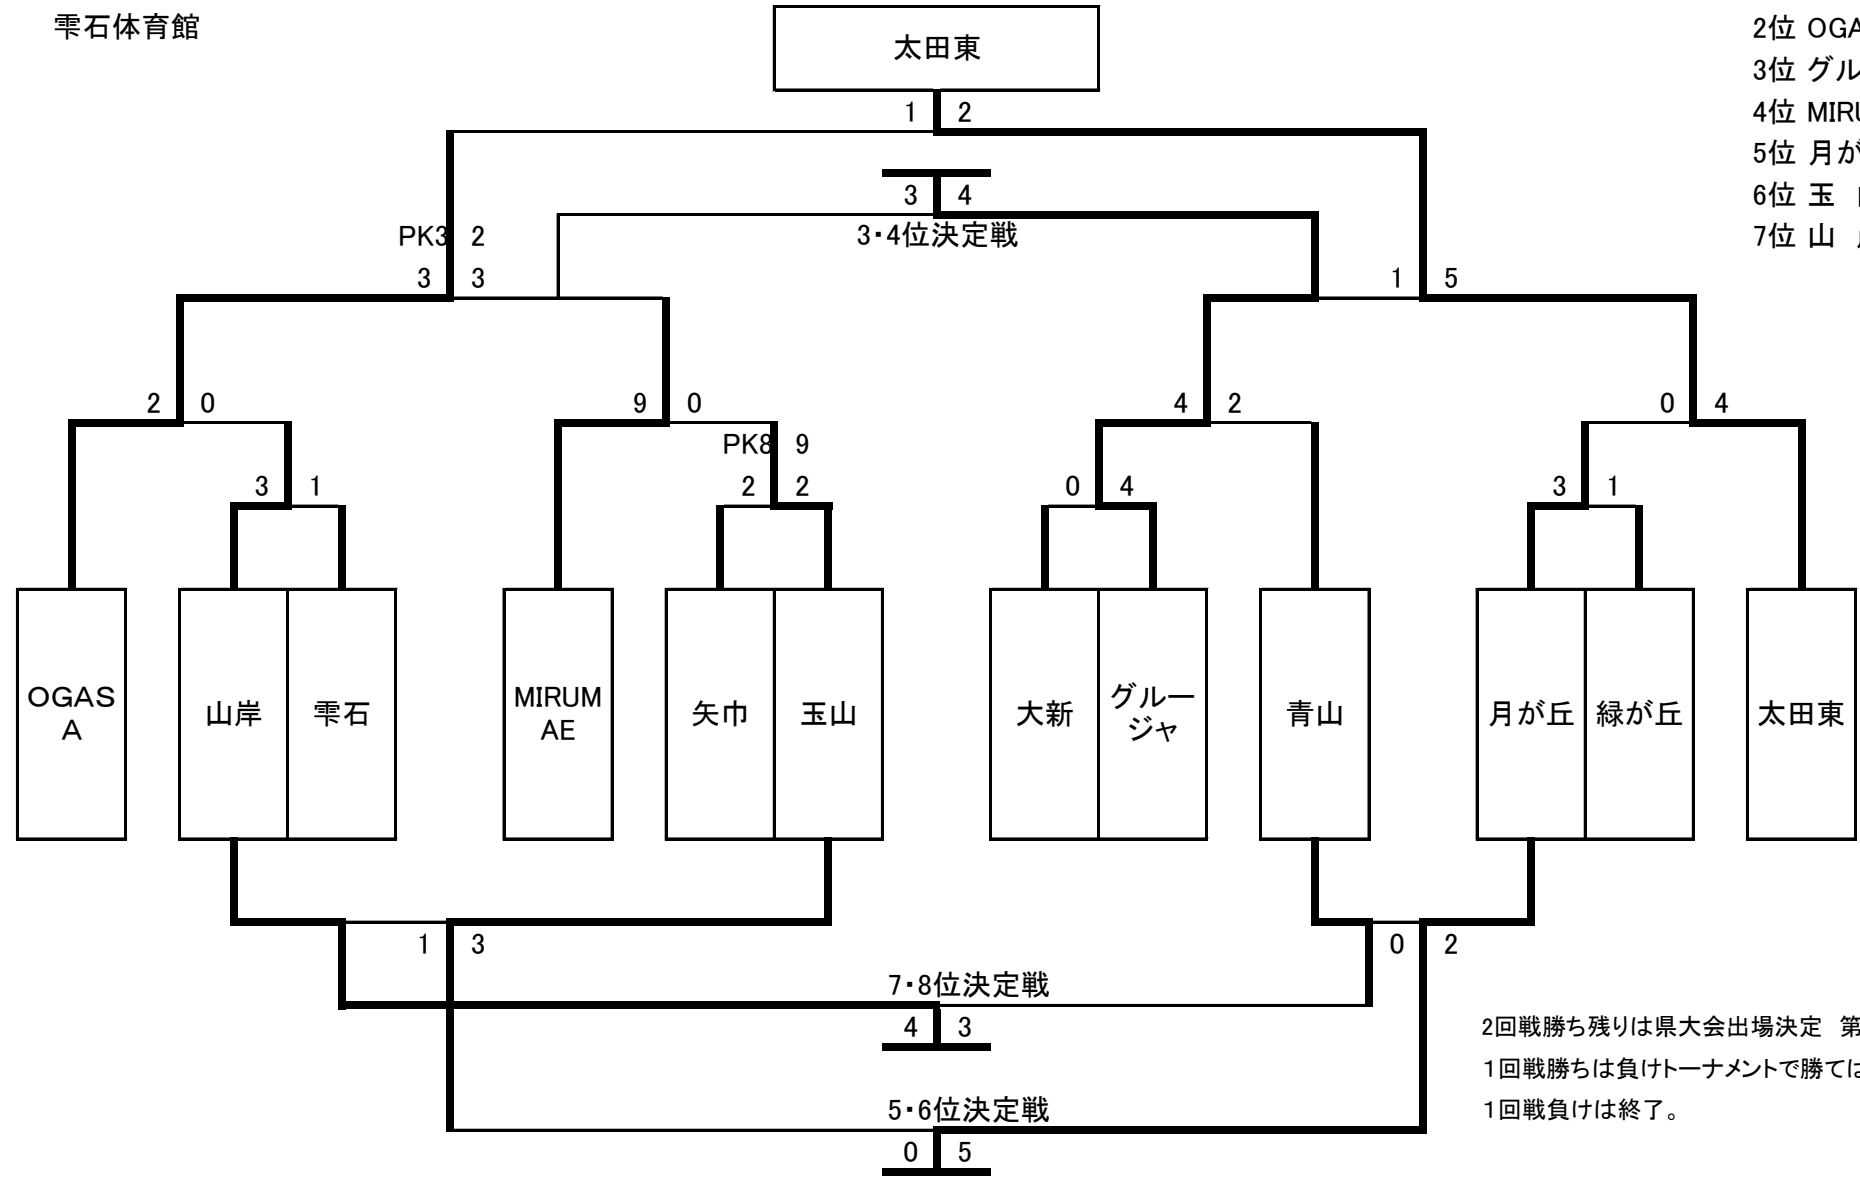 雫石体育館
太田東
2位 OGA
3位 グル
4位 MIRU
5位 月が
6位 玉
7位 山
1 2
3 4
3・4位決定戦
PK3 2
3 3
1 5
2 0
9 0
4 2
0 4
PK8 9
3 1
2 2
0 4
3 1
OGAS
A
山岸
雫石
MIRUM
AE
矢巾
玉山
大新
グルー
ジャ
青山
月が丘
緑が丘
太田東
1 3
0 2
7・8位決定戦
4 3
5・6位決定戦
0 5
2回戦勝ち残りは県大会出場決定 第
1回戦勝ちは負けトーナメントで勝て
1回戦負けは終了。